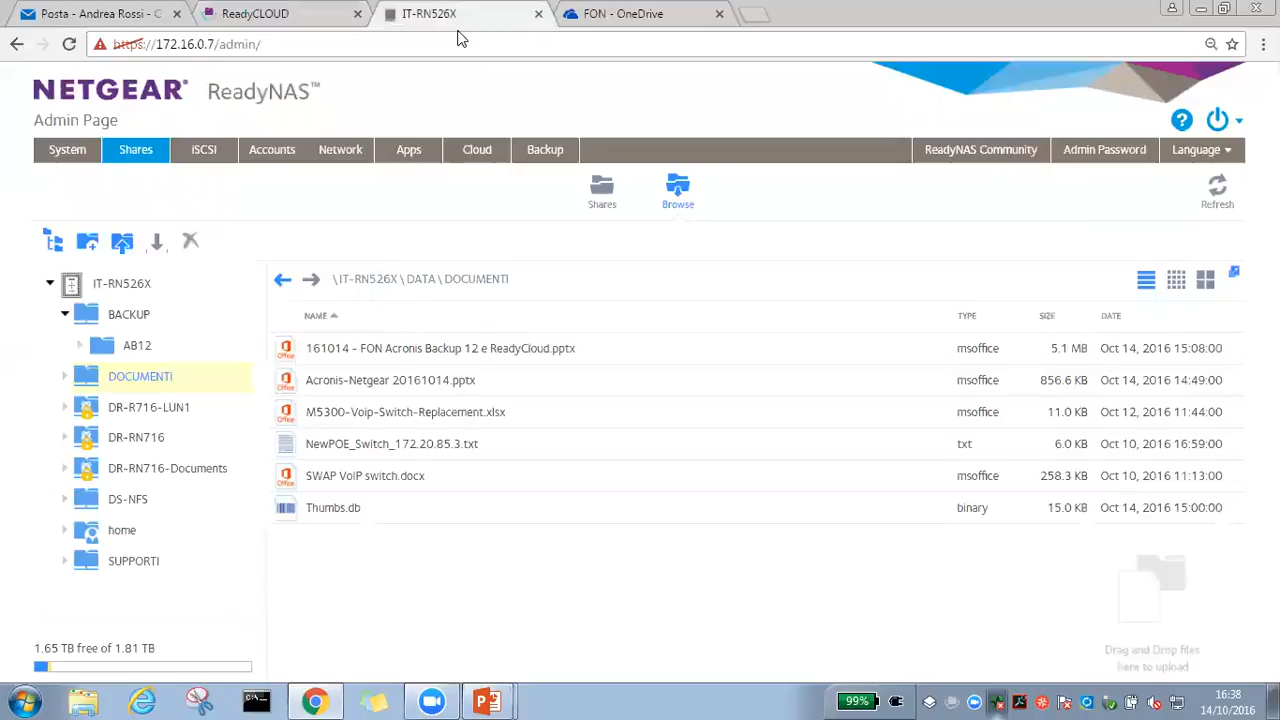 Posta - Andrea Rossi - C
ReadyCLOUD
IT-RN526X
FON - OneDrive
https://172.16.0.7/admin/
NETGEAR® ReadyNAS™
Admin Page
System Shares iSCSI Accounts Network Apps Cloud Backup ReadyNAS Community Admin Password Language
Shares Browse Refresh
IT-RN526X
BACKUP
AB12
DOCUMENTI
DR-R716-LUN1
DR-RN716
DR-RN716-Documents
DS-NFS
home
SUPPORTI
1.65 TB free of 1.81 TB
\ IT-RN526X \ DATA \ DOCUMENTI
NAME TYPE SIZE DATE
Office 161014 - FON Acronis Backup 12 e ReadyCloud.pptx msoffice 5.1 MB Oct 14, 2016 15:08:00
Office Acronis-Netgear 20161014.pptx msoffice 856.6 KB Oct 14, 2016 14:49:00
Office M5300-Voip-Switch-Replacement.xlsx msoffice 11.0 KB Oct 12, 2016 11:44:00
NewPOE_Switch_172.20.85.3.txt txt 6.0 KB Oct 10, 2016 16:59:00
Office SWAP VoIP switch.docx msoffice 258.3 KB Oct 10, 2016 11:13:00
Thumbs.db binary 15.0 KB Oct 14, 2016 15:00:00
Drag and Drop files
here to upload
99%
16:38
14/10/2016